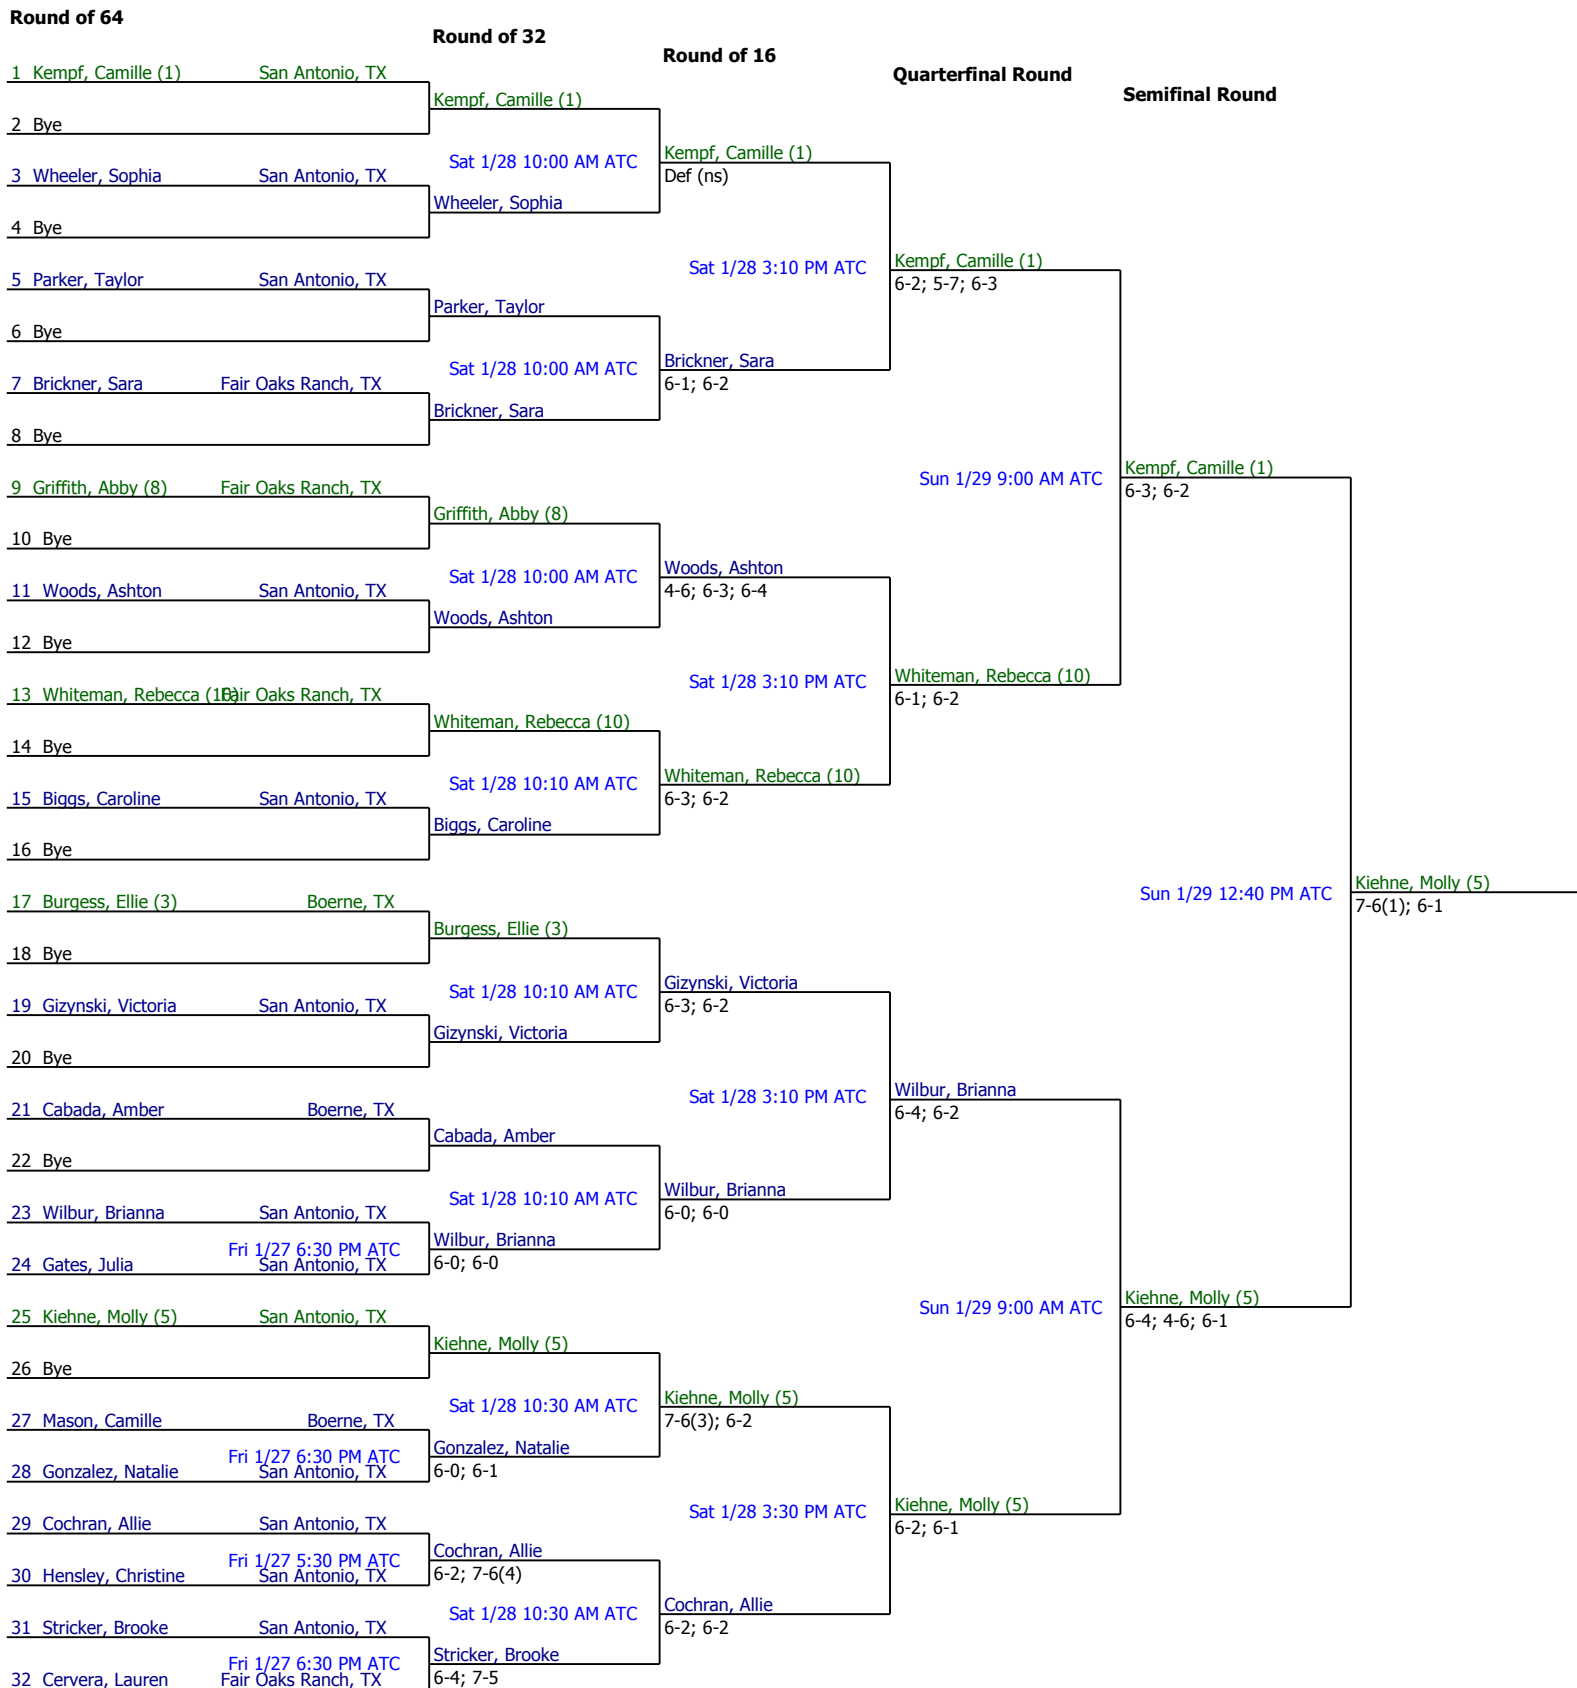 Round of 64
Round of 32
Round of 16
Quarterfinal Round
Semifinal Round
1 Kempf, Camille (1) San Antonio, TX
Kempf, Camille (1)
2 Bye
Sat 1/28 10:00 AM ATC
Kempf, Camille (1)
Def (ns)
3 Wheeler, Sophia San Antonio, TX
Wheeler, Sophia
4 Bye
Sat 1/28 3:10 PM ATC
Kempf, Camille (1)
6-2; 5-7; 6-3
5 Parker, Taylor San Antonio, TX
Parker, Taylor
6 Bye
Sat 1/28 10:00 AM ATC
Brickner, Sara
6-1; 6-2
7 Brickner, Sara Fair Oaks Ranch, TX
Brickner, Sara
8 Bye
Sun 1/29 9:00 AM ATC
Kempf, Camille (1)
6-3; 6-2
9 Griffith, Abby (8) Fair Oaks Ranch, TX
Griffith, Abby (8)
10 Bye
Sat 1/28 10:00 AM ATC
Woods, Ashton
4-6; 6-3; 6-4
11 Woods, Ashton San Antonio, TX
Woods, Ashton
12 Bye
Sat 1/28 3:10 PM ATC
Whiteman, Rebecca (10)
6-1; 6-2
13 Whiteman, Rebecca (10) Fair Oaks Ranch, TX
Whiteman, Rebecca (10)
14 Bye
Sat 1/28 10:10 AM ATC
Whiteman, Rebecca (10)
6-3; 6-2
15 Biggs, Caroline San Antonio, TX
Biggs, Caroline
16 Bye
Sun 1/29 12:40 PM ATC
Kiehne, Molly (5)
7-6(1); 6-1
17 Burgess, Ellie (3) Boerne, TX
Burgess, Ellie (3)
18 Bye
Sat 1/28 10:10 AM ATC
Gizynski, Victoria
6-3; 6-2
19 Gizynski, Victoria San Antonio, TX
Gizynski, Victoria
20 Bye
Sat 1/28 3:10 PM ATC
Wilbur, Brianna
6-4; 6-2
21 Cabada, Amber Boerne, TX
Cabada, Amber
22 Bye
Sat 1/28 10:10 AM ATC
Wilbur, Brianna
6-0; 6-0
23 Wilbur, Brianna San Antonio, TX
Fri 1/27 6:30 PM ATC
Wilbur, Brianna
6-0; 6-0
24 Gates, Julia San Antonio, TX
Sun 1/29 9:00 AM ATC
Kiehne, Molly (5)
6-4; 4-6; 6-1
25 Kiehne, Molly (5) San Antonio, TX
Kiehne, Molly (5)
26 Bye
Sat 1/28 10:30 AM ATC
Kiehne, Molly (5)
7-6(3); 6-2
27 Mason, Camille Boerne, TX
Fri 1/27 6:30 PM ATC
Gonzalez, Natalie
6-0; 6-1
28 Gonzalez, Natalie San Antonio, TX
Sat 1/28 3:30 PM ATC
Kiehne, Molly (5)
6-2; 6-1
29 Cochran, Allie San Antonio, TX
Fri 1/27 5:30 PM ATC
Cochran, Allie
6-2; 7-6(4)
30 Hensley, Christine San Antonio, TX
Sat 1/28 10:30 AM ATC
Cochran, Allie
6-2; 6-2
31 Stricker, Brooke San Antonio, TX
Fri 1/27 6:30 PM ATC
Stricker, Brooke
6-4; 7-5
32 Cervera, Lauren Fair Oaks Ranch, TX